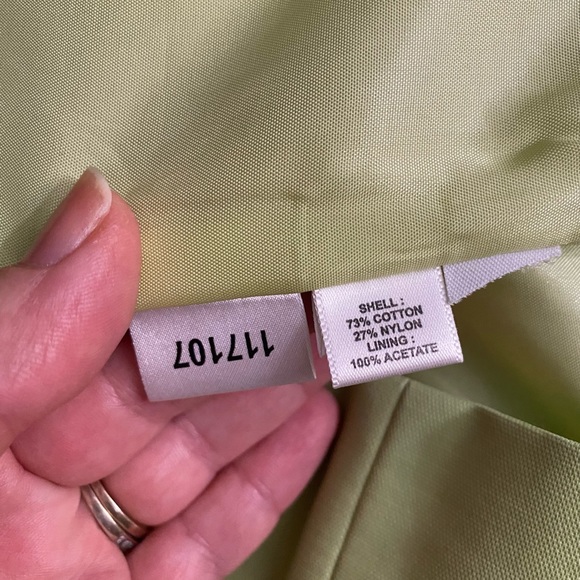 117107
SHELL :
73% COTTON
27% NYLON
LINING :
100% ACETATE